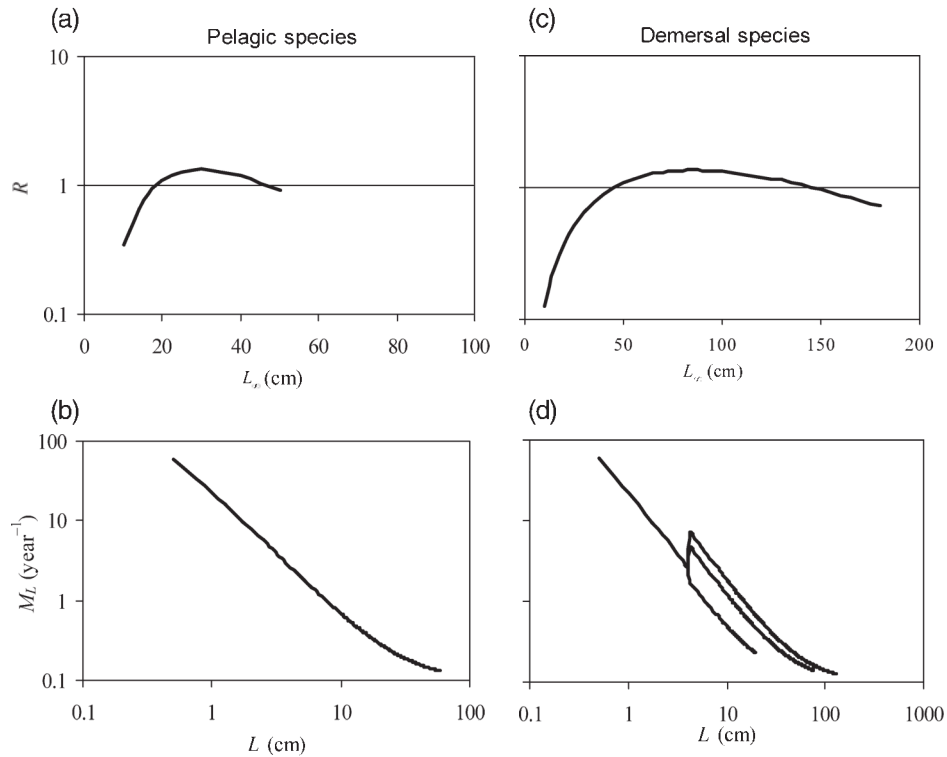 (a)
Pelagic species
10
1
0.1
R
0 20 40 60 80 100
L∞ (cm)
(c)
Demersal species
0 50 100 150 200
L∞ (cm)
(b)
100
10
1
0.1
M_L (year⁻¹)
0.1 1 10 100
L (cm)
(d)
0.1 1 10 100 1000
L (cm)